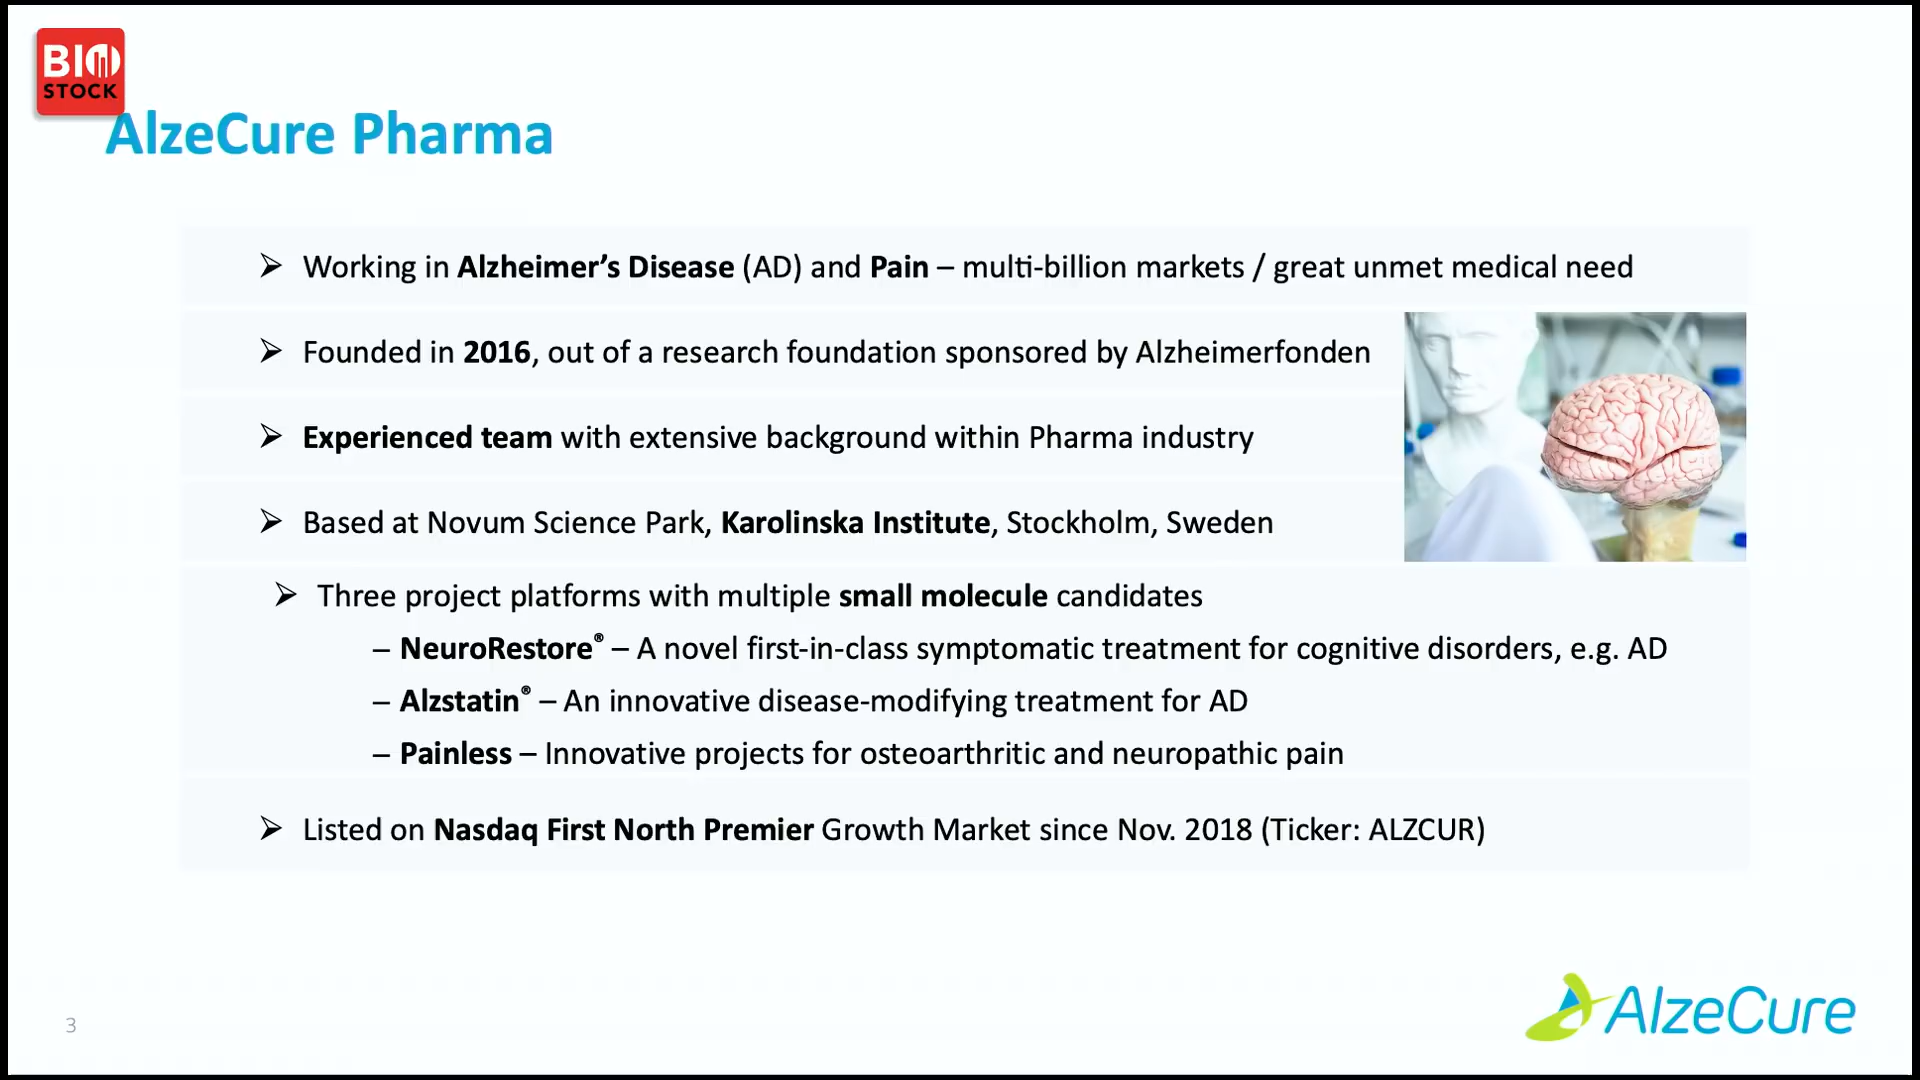 BIO
STOCK
AlzeCure Pharma
➢ Working in Alzheimer’s Disease (AD) and Pain – multi-billion markets / great unmet medical need
➢ Founded in 2016, out of a research foundation sponsored by Alzheimerfonden
➢ Experienced team with extensive background within Pharma industry
➢ Based at Novum Science Park, Karolinska Institute, Stockholm, Sweden
➢ Three project platforms with multiple small molecule candidates
– NeuroRestore® – A novel first-in-class symptomatic treatment for cognitive disorders, e.g. AD
– Alzstatin® – An innovative disease-modifying treatment for AD
– Painless – Innovative projects for osteoarthritic and neuropathic pain
➢ Listed on Nasdaq First North Premier Growth Market since Nov. 2018 (Ticker: ALZCUR)
3
AlzeCure